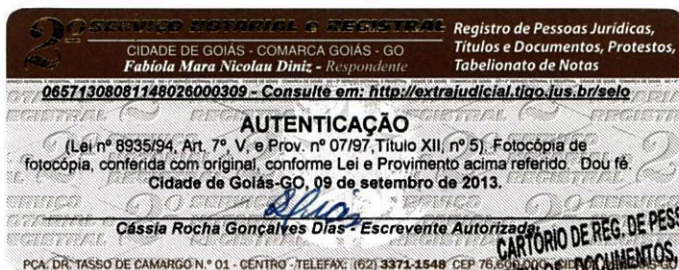 2º SERVIÇO NOTARIAL E REGISTRAL
CIDADE DE GOIÁS - COMARCA GOIÁS - GO
Fabíola Mara Nicolau Diniz - Respondente
Registro de Pessoas Jurídicas,
Títulos e Documentos, Protestos,
Tabelionato de Notas
06571308081148026000309 - Consulte em: http://extrajudicial.tjgo.jus.br/selo
AUTENTICAÇÃO
(Lei nº 8935/94, Art. 7º, V, e Prov. nº 07/97,Título XII, nº 5). Fotocópia de
fotocópia, conferida com original, conforme Lei e Provimento acima referido. Dou fé.
Cidade de Goiás-GO, 09 de setembro de 2013.
Cássia Rocha Gonçalves Dias - Escrevente Autorizada
CARTÓRIO DE REG. DE PESS
DOCUMENTOS
PÇA. DR. TASSO DE CAMARGO N.º 01 - CENTRO - TELEFAX: (62) 3371-1548 CEP 76.600.000